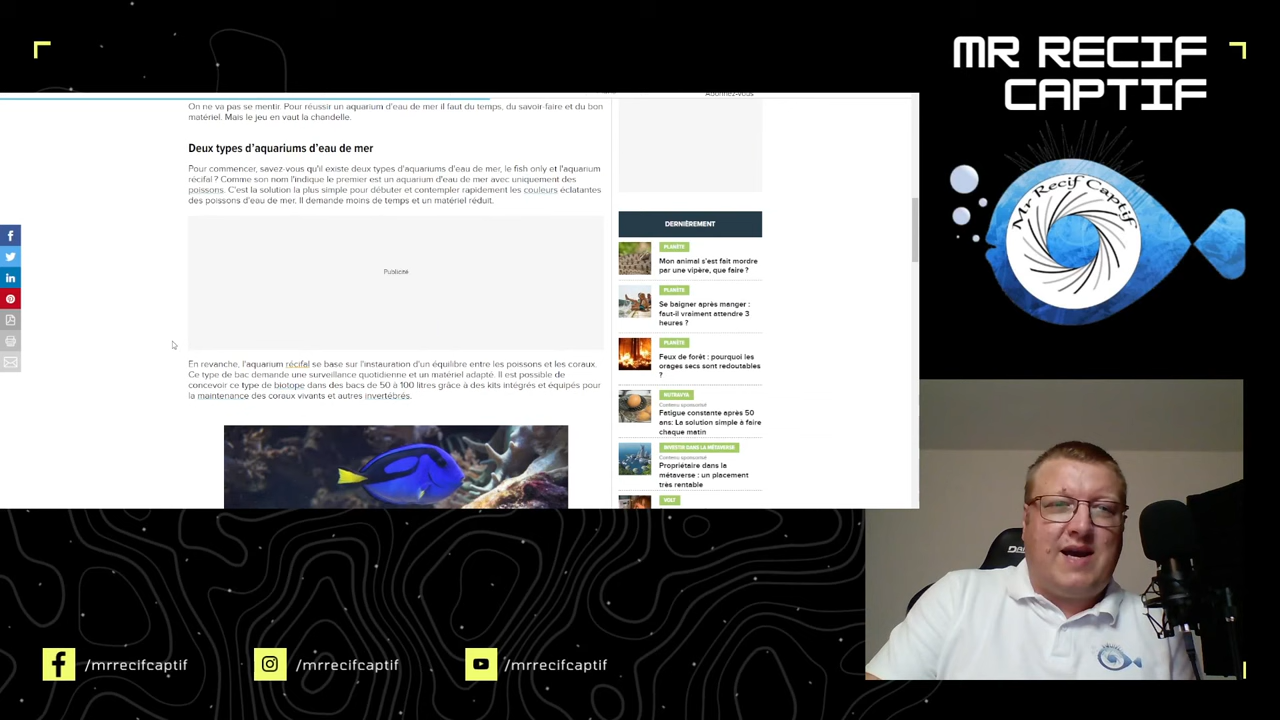 MR RECIF
CAPTIF
Mr Recif Captif
Abonnez-vous
On ne va pas se mentir. Pour réussir un aquarium d'eau de mer il faut du temps, du savoir-faire et du bon
matériel. Mais le jeu en vaut la chandelle.
Deux types d'aquariums d'eau de mer
Pour commencer, savez-vous qu'il existe deux types d'aquariums d'eau de mer, le fish only et l'aquarium
récifal ? Comme son nom l'indique le premier est un aquarium d'eau de mer avec uniquement des
poissons. C'est la solution la plus simple pour débuter et contempler rapidement les couleurs éclatantes
des poissons d'eau de mer. Il demande moins de temps et un matériel réduit.
Publicité
En revanche, l'aquarium récifal se base sur l'instauration d'un équilibre entre les poissons et les coraux.
Ce type de bac demande une surveillance quotidienne et un matériel adapté. Il est possible de
concevoir ce type de biotope dans des bacs de 50 à 100 litres grâce à des kits intégrés et équipés pour
la maintenance des coraux vivants et autres invertébrés.
DERNIÈREMENT
PLANÈTE
Mon animal s'est fait mordre
par une vipère, que faire ?
PLANÈTE
Se baigner après manger :
faut-il vraiment attendre 3
heures ?
PLANÈTE
Feux de forêt : pourquoi les
orages secs sont redoutables
?
NUTRAVYA
Contenu sponsorisé
Fatigue constante après 50
ans: La solution simple à faire
chaque matin
INVESTIR DANS LA MÉTAVERSE
Contenu sponsorisé
Propriétaire dans la
métaverse : un placement
très rentable
VOLT
/mrrecifcaptif
/mrrecifcaptif
/mrrecifcaptif